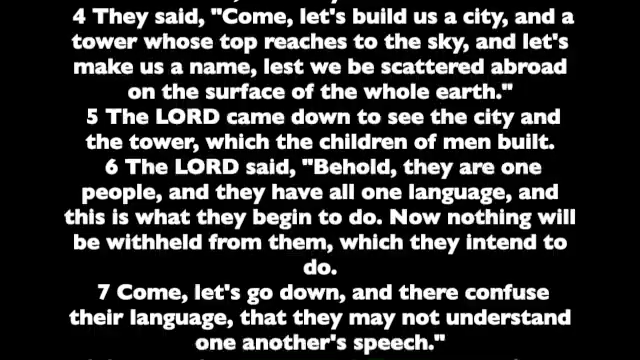 4 They said, "Come, let's build us a city, and a
tower whose top reaches to the sky, and let's
make us a name, lest we be scattered abroad
on the surface of the whole earth."
5 The LORD came down to see the city and
the tower, which the children of men built.
6 The LORD said, "Behold, they are one
people, and they have all one language, and
this is what they begin to do. Now nothing will
be withheld from them, which they intend to
do.
7 Come, let's go down, and there confuse
their language, that they may not understand
one another's speech."